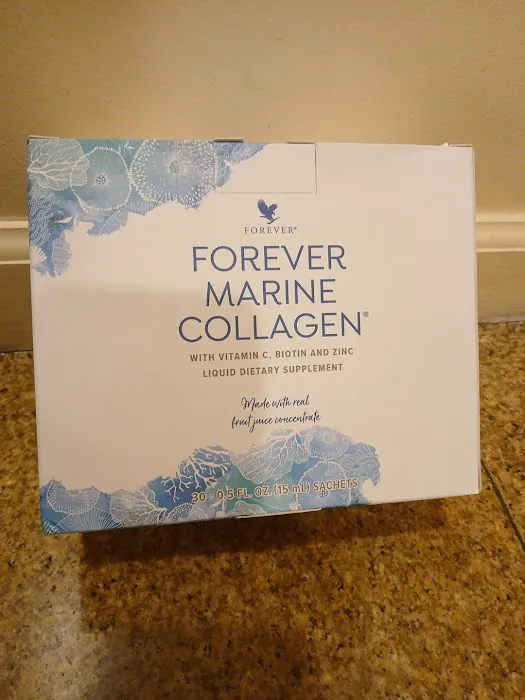 FOREVER®
FOREVER
MARINE
COLLAGEN®
WITH VITAMIN C, BIOTIN AND ZINC
LIQUID DIETARY SUPPLEMENT
Made with real
fruit juice concentrate
30 - 0.5 FL. OZ. (15 mL) SACHETS